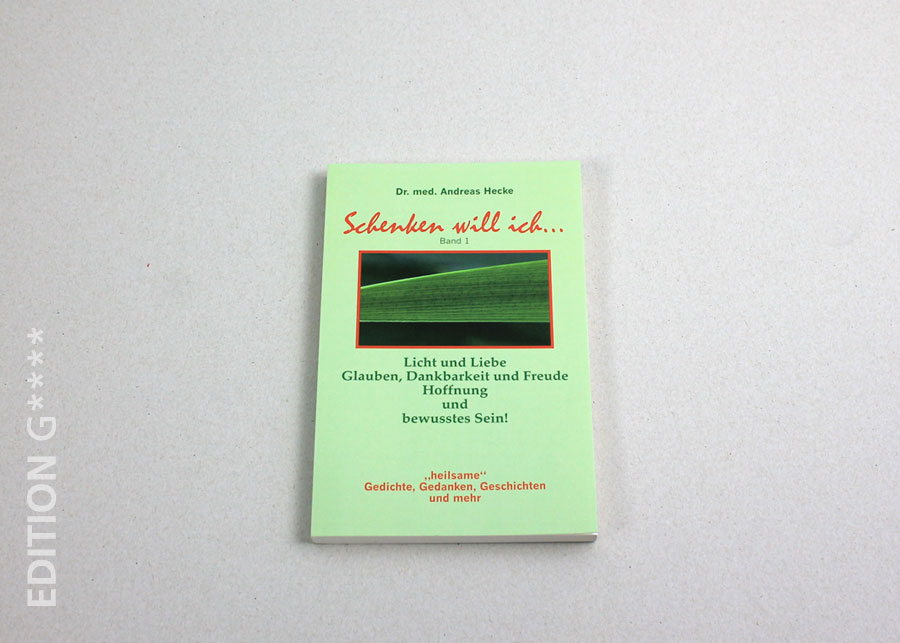 Dr. med. Andreas Hecke
Schenken will ich...
Band 1
Licht und Liebe
Glauben, Dankbarkeit und Freude
Hoffnung
und
bewusstes Sein!
„heilsame“
Gedichte, Gedanken, Geschichten
und mehr
EDITION G****